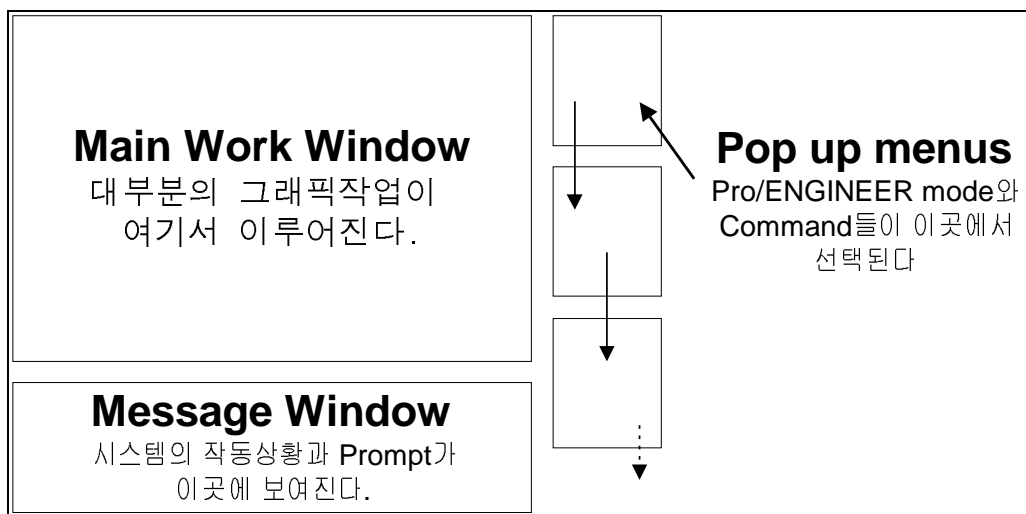 Main Work Window
대부분의 그래픽작업이
여기서 이루어진다.
Pop up menus
Pro/ENGINEER mode와
Command들이 이곳에서
선택된다
Message Window
시스템의 작동상황과 Prompt가
이곳에 보여진다.